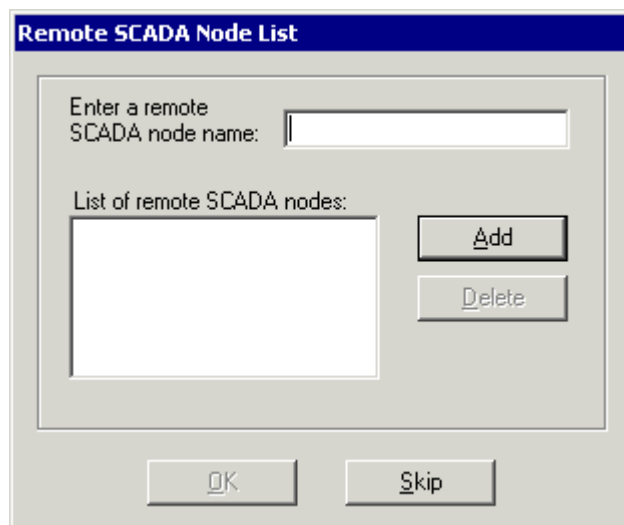 Remote SCADA Node List
Enter a remote
SCADA node name:
List of remote SCADA nodes:
Add
Delete
OK
Skip